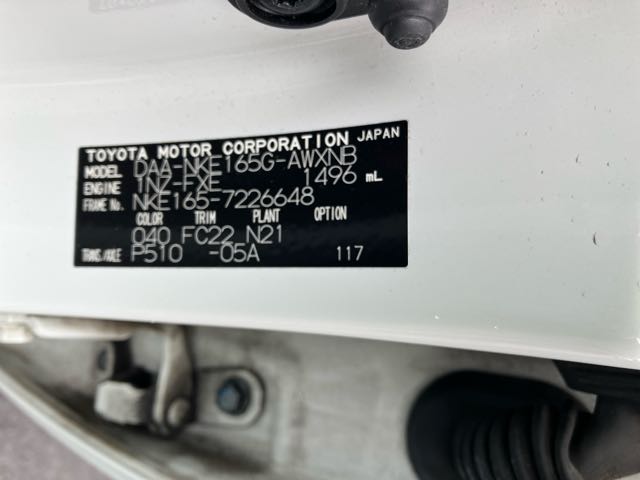 TOYOTA MOTOR CORPORATION JAPAN
MODEL DAA-NKE165G-AWXNB
ENGINE 1NZ-FXE 1496 mL
FRAME No. NKE165-7226648
COLOR TRIM PLANT OPTION
040 FC22 N21
TRANS/AXLE P510 -05A 117